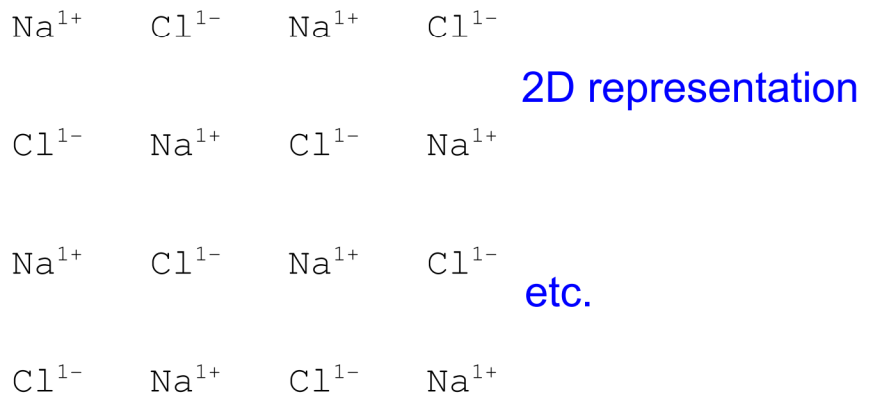 Na¹⁺ Cl¹⁻ Na¹⁺ Cl¹⁻
2D representation
Cl¹⁻ Na¹⁺ Cl¹⁻ Na¹⁺
Na¹⁺ Cl¹⁻ Na¹⁺ Cl¹⁻
etc.
Cl¹⁻ Na¹⁺ Cl¹⁻ Na¹⁺